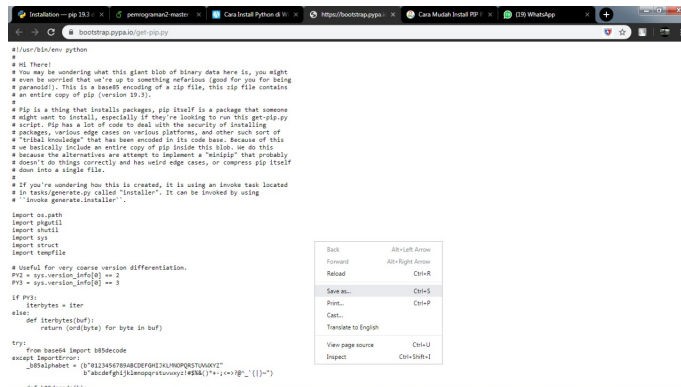 Installation — pip 19.3
pemrograman2-master
Cara Install Python di Wi
https://bootstrap.pypa.i
Cara Mudah Install PIP
(19) WhatsApp
bootstrap.pypa.io/get-pip.py
#!/usr/bin/env python
#
# Hi There!
# You may be wondering what this giant blob of binary data here is, you might
# even be worried that we're up to something nefarious (good for you for being
# paranoid!). This is a base85 encoding of a zip file, this zip file contains
# an entire copy of pip (version 19.3).
#
# Pip is a thing that installs packages, pip itself is a package that someone
# might want to install, especially if they're looking to run this get-pip.py
# script. Pip has a lot of code to deal with the security of installing
# packages, various edge cases on various platforms, and other such sort of
# "tribal knowledge" that has been encoded in its code base. Because of this
# we basically include an entire copy of pip inside this blob. We do this
# because the alternatives are attempt to implement a "minipip" that probably
# doesn't do things correctly and has weird edge cases, or compress pip itself
# down into a single file.
#
# If you're wondering how this is created, it is using an invoke task located
# in tasks/generate.py called "installer". It can be invoked by using
# ``invoke generate.installer``.
import os.path
import pkgutil
import shutil
import sys
import struct
import tempfile
# Useful for very coarse version differentiation.
PY2 = sys.version_info[0] == 2
PY3 = sys.version_info[0] == 3
if PY3:
iterbytes = iter
else:
def iterbytes(buf):
return (ord(byte) for byte in buf)
try:
from base64 import b85decode
except ImportError:
_b85alphabet = (b"0123456789ABCDEFGHIJKLMNOPQRSTUVWXYZ"
b"abcdefghijklmnopqrstuvwxyz!#$%&()*+-;<=>?@^_`{|}~")
Back Alt+Left Arrow
Forward Alt+Right Arrow
Reload Ctrl+R
Save as... Ctrl+S
Print... Ctrl+P
Cast...
Translate to English
View page source Ctrl+U
Inspect Ctrl+Shift+I